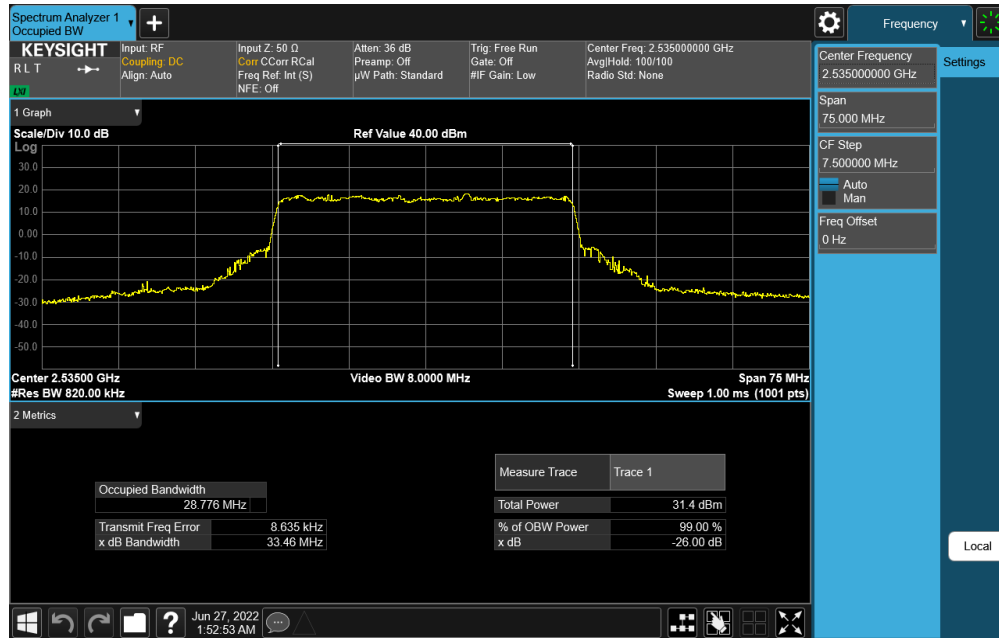 Spectrum Analyzer 1
Occupied BW
Frequency
KEYSIGHT
R L T
LXI
Input: RF
Coupling: DC
Align: Auto
Input Z: 50 Ω
Corr CCorr RCal
Freq Ref: Int (S)
NFE: Off
Atten: 36 dB
Preamp: Off
µW Path: Standard
Trig: Free Run
Gate: Off
#IF Gain: Low
Center Freq: 2.535000000 GHz
Avg|Hold: 100/100
Radio Std: None
Center Frequency
2.535000000 GHz
Settings
Span
75.000 MHz
CF Step
7.500000 MHz
Auto
Man
Freq Offset
0 Hz
1 Graph
Scale/Div 10.0 dB
Ref Value 40.00 dBm
Log
30.0
20.0
10.0
0.00
-10.0
-20.0
-30.0
-40.0
-50.0
Center 2.53500 GHz
Video BW 8.0000 MHz
Span 75 MHz
#Res BW 820.00 kHz
Sweep 1.00 ms (1001 pts)
2 Metrics
Measure Trace Trace 1
Occupied Bandwidth
28.776 MHz
Total Power 31.4 dBm
Transmit Freq Error 8.635 kHz
% of OBW Power 99.00 %
x dB Bandwidth 33.46 MHz
x dB -26.00 dB
Local
Jun 27, 2022
1:52:53 AM